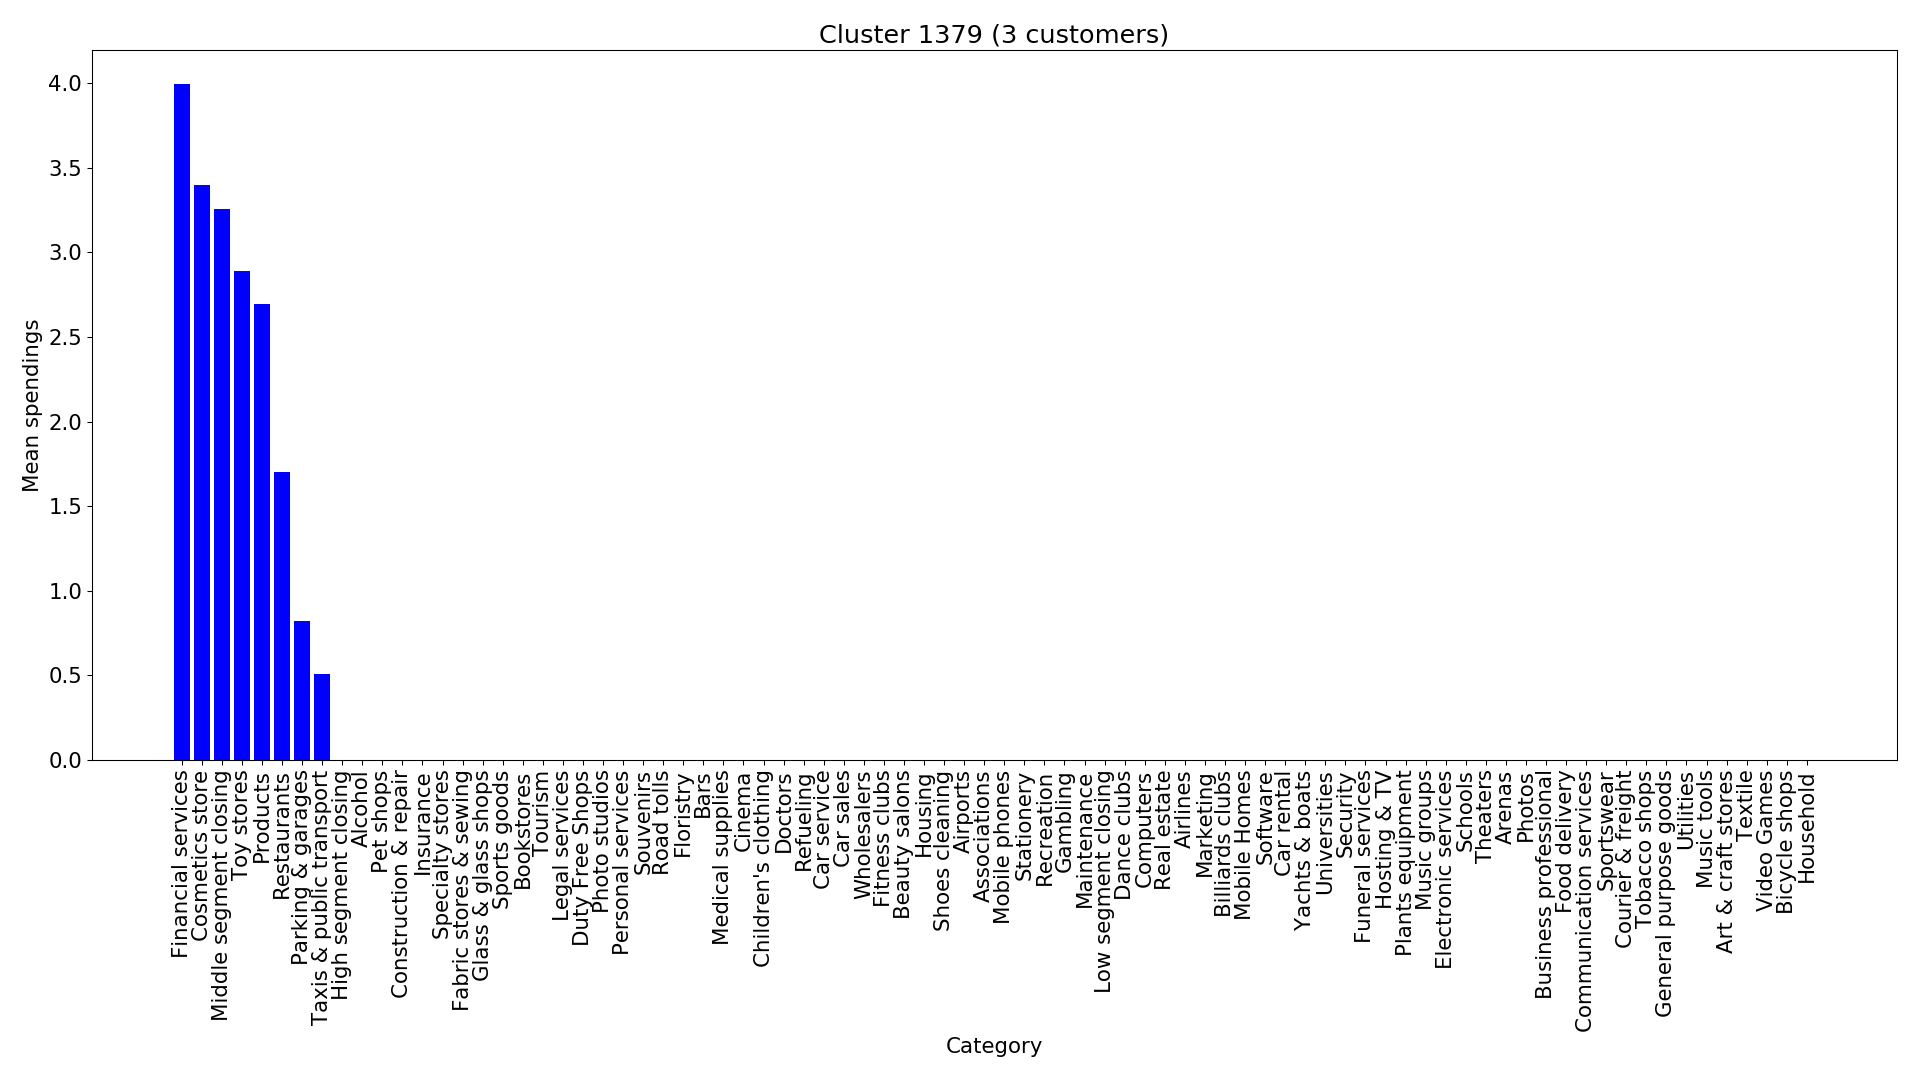 Cluster 1379 (3 customers)
Mean spendings
4.0
3.5
3.0
2.5
2.0
1.5
1.0
0.5
0.0
Financial services
Cosmetics store
Middle segment closing
Toy stores
Products
Restaurants
Parking & garages
Taxis & public transport
High segment closing
Alcohol
Pet shops
Construction & repair
Insurance
Specialty stores
Fabric stores & sewing
Glass & glass shops
Sports goods
Bookstores
Tourism
Legal services
Duty Free Shops
Photo studios
Personal services
Souvenirs
Road tolls
Floristry
Bars
Medical supplies
Cinema
Children's clothing
Doctors
Refueling
Car service
Car sales
Wholesalers
Fitness clubs
Beauty salons
Housing
Shoes cleaning
Airports
Associations
Mobile phones
Stationery
Recreation
Gambling
Maintenance
Low segment closing
Dance clubs
Computers
Real estate
Airlines
Marketing
Billiards clubs
Mobile Homes
Software
Car rental
Yachts & boats
Universities
Security
Funeral services
Hosting & TV
Plants equipment
Music groups
Electronic services
Schools
Theaters
Arenas
Photos
Business professional
Food delivery
Communication services
Sportswear
Courier & freight
Tobacco shops
General purpose goods
Utilities
Music tools
Art & craft stores
Textile
Video Games
Bicycle shops
Household
Category